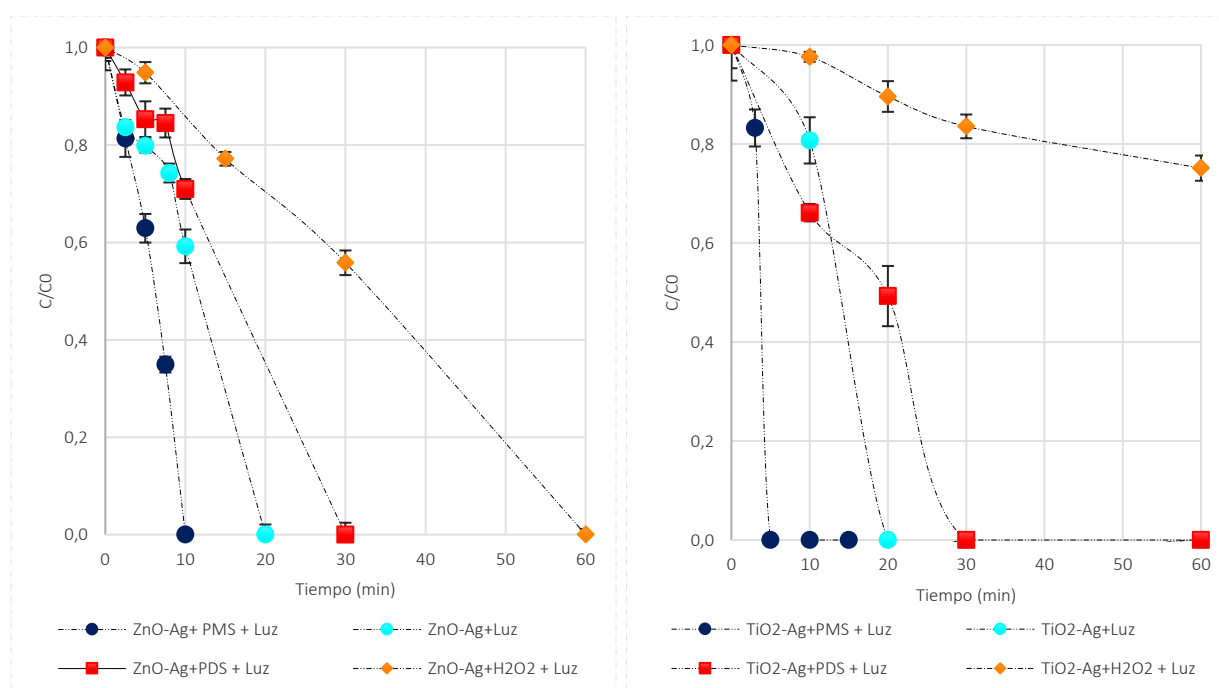 1,0
0,8
0,6
0,4
0,2
0,0
C/C0
0 10 20 30 40 50 60
Tiempo (min)
ZnO-Ag+ PMS + Luz
ZnO-Ag+Luz
ZnO-Ag+PDS + Luz
ZnO-Ag+H2O2 + Luz
1,0
0,8
0,6
0,4
0,2
0,0
C/C0
0 10 20 30 40 50 60
Tiempo (min)
TiO2-Ag+PMS + Luz
TiO2-Ag+Luz
TiO2-Ag+PDS + Luz
TiO2-Ag+H2O2 + Luz